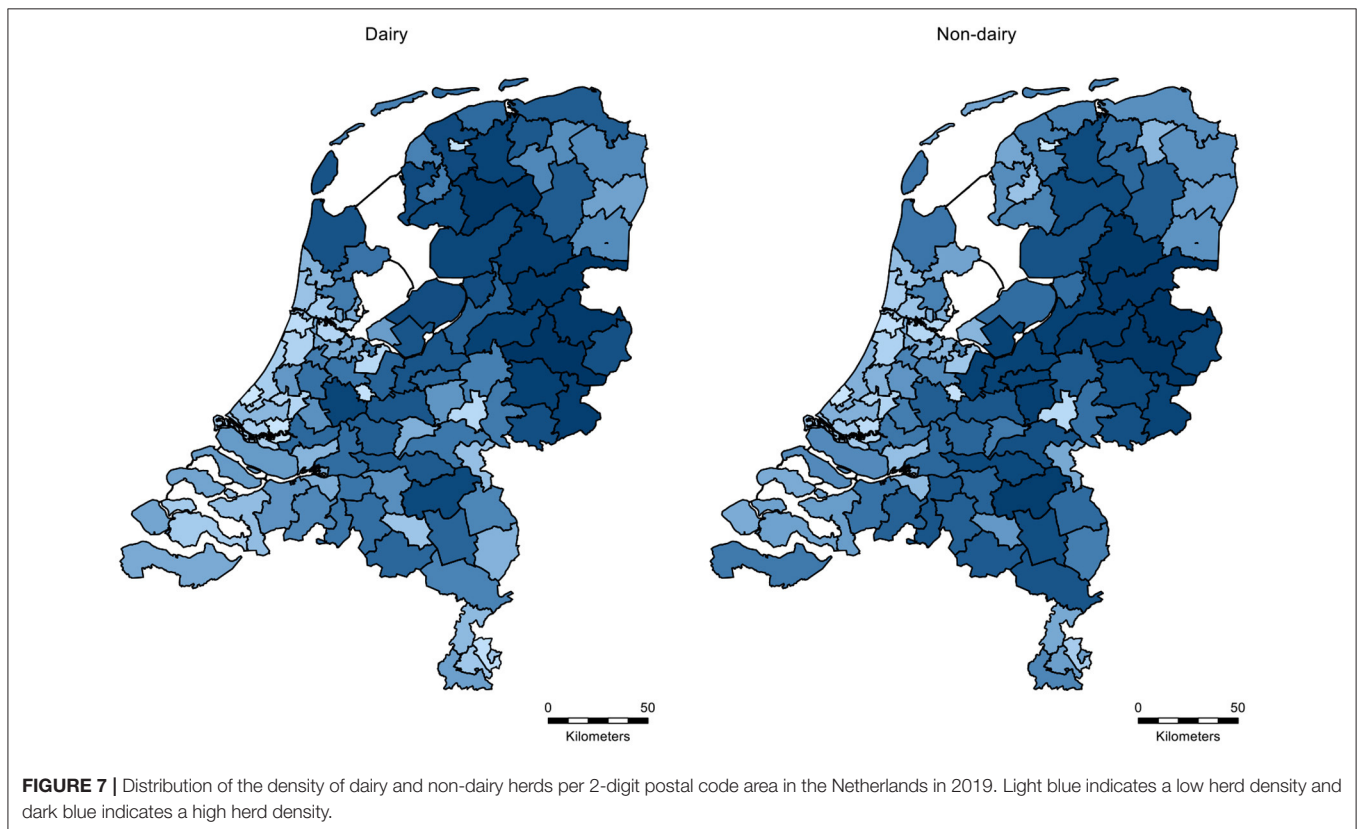 Dairy
Non-dairy
0 50
Kilometers
0 50
Kilometers
FIGURE 7 | Distribution of the density of dairy and non-dairy herds per 2-digit postal code area in the Netherlands in 2019. Light blue indicates a low herd density and
dark blue indicates a high herd density.